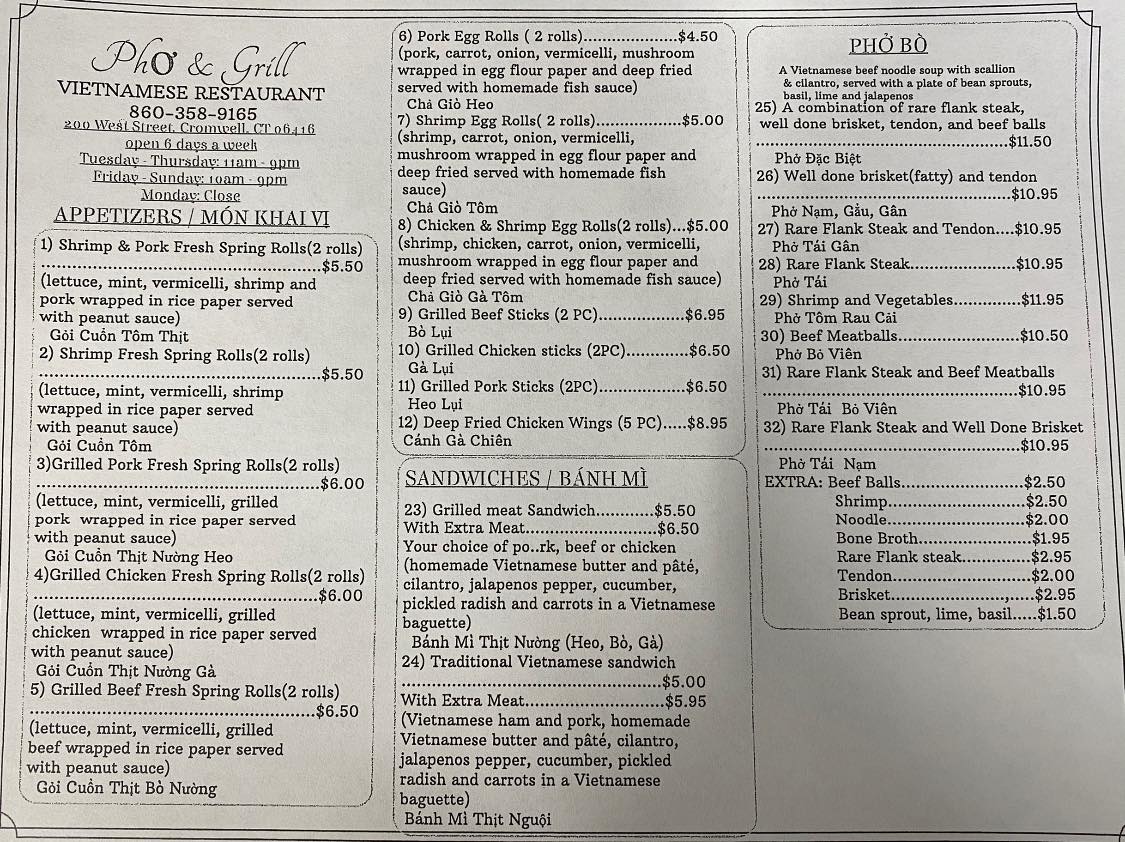 Phở & Grill
VIETNAMESE RESTAURANT
860-358-9165
200 West Street, Cromwell, CT 06416
open 6 days a week
Tuesday - Thursday: 11am - 9pm
Friday - Sunday: 10am - 9pm
Monday: Close
APPETIZERS / MÓN KHAI VỊ
1) Shrimp & Pork Fresh Spring Rolls(2 rolls)
........................................................$5.50
(lettuce, mint, vermicelli, shrimp and
pork wrapped in rice paper served
with peanut sauce)
Gỏi Cuốn Tôm Thịt
2) Shrimp Fresh Spring Rolls(2 rolls)
........................................................$5.50
(lettuce, mint, vermicelli, shrimp
wrapped in rice paper served
with peanut sauce)
Gỏi Cuốn Tôm
3)Grilled Pork Fresh Spring Rolls(2 rolls)
........................................................$6.00
(lettuce, mint, vermicelli, grilled
pork wrapped in rice paper served
with peanut sauce)
Gỏi Cuốn Thịt Nướng Heo
4)Grilled Chicken Fresh Spring Rolls(2 rolls)
........................................................$6.00
(lettuce, mint, vermicelli, grilled
chicken wrapped in rice paper served
with peanut sauce)
Gỏi Cuốn Thịt Nướng Gà
5) Grilled Beef Fresh Spring Rolls(2 rolls)
........................................................$6.50
(lettuce, mint, vermicelli, grilled
beef wrapped in rice paper served
with peanut sauce)
Gỏi Cuốn Thịt Bò Nướng
6) Pork Egg Rolls ( 2 rolls)...................$4.50
(pork, carrot, onion, vermicelli, mushroom
wrapped in egg flour paper and deep fried
served with homemade fish sauce)
Chả Giò Heo
7) Shrimp Egg Rolls( 2 rolls).................$5.00
(shrimp, carrot, onion, vermicelli,
mushroom wrapped in egg flour paper and
deep fried served with homemade fish
sauce)
Chả Giò Tôm
8) Chicken & Shrimp Egg Rolls(2 rolls)...$5.00
(shrimp, chicken, carrot, onion, vermicelli,
mushroom wrapped in egg flour paper and
deep fried served with homemade fish sauce)
Chả Giò Gà Tôm
9) Grilled Beef Sticks (2 PC).................$6.95
Bò Lụi
10) Grilled Chicken sticks (2PC)............$6.50
Gà Lụi
11) Grilled Pork Sticks (2PC).................$6.50
Heo Lụi
12) Deep Fried Chicken Wings (5 PC).....$8.95
Cánh Gà Chiên
SANDWICHES / BÁNH MÌ
23) Grilled meat Sandwich...........$5.50
With Extra Meat...........................$6.50
Your choice of po..rk, beef or chicken
(homemade Vietnamese butter and pâté,
cilantro, jalapenos pepper, cucumber,
pickled radish and carrots in a Vietnamese
baguette)
Bánh Mì Thịt Nướng (Heo, Bò, Gà)
24) Traditional Vietnamese sandwich
....................................................$5.00
With Extra Meat...........................$5.95
(Vietnamese ham and pork, homemade
Vietnamese butter and pâté, cilantro,
jalapenos pepper, cucumber, pickled
radish and carrots in a Vietnamese
baguette)
Bánh Mì Thịt Nguội
PHỞ BÒ
A Vietnamese beef noodle soup with scallion
& cilantro, served with a plate of bean sprouts,
basil, lime and jalapenos
25) A combination of rare flank steak,
well done brisket, tendon, and beef balls
..................................................$11.50
Phở Đặc Biệt
26) Well done brisket(fatty) and tendon
..................................................$10.95
Phở Nạm, Gầu, Gân
27) Rare Flank Steak and Tendon....$10.95
Phở Tái Gân
28) Rare Flank Steak.....................$10.95
Phở Tái
29) Shrimp and Vegetables.............$11.95
Phở Tôm Rau Cải
30) Beef Meatballs.........................$10.50
Phở Bò Viên
31) Rare Flank Steak and Beef Meatballs
..................................................$10.95
Phở Tái Bò Viên
32) Rare Flank Steak and Well Done Brisket
..................................................$10.95
Phở Tái Nạm
EXTRA: Beef Balls........................$2.50
Shrimp...........................$2.50
Noodle...........................$2.00
Bone Broth.....................$1.95
Rare Flank steak.............$2.95
Tendon...........................$2.00
Brisket.......................,....$2.95
Bean sprout, lime, basil.....$1.50